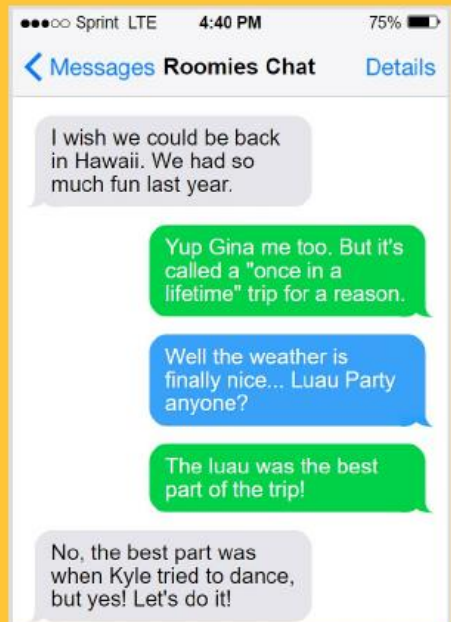 ●●●○○ Sprint LTE 4:40 PM 75%
Messages Roomies Chat Details
I wish we could be back
in Hawaii. We had so
much fun last year.
Yup Gina me too. But it's
called a "once in a
lifetime" trip for a reason.
Well the weather is
finally nice... Luau Party
anyone?
The luau was the best
part of the trip!
No, the best part was
when Kyle tried to dance,
but yes! Let's do it!